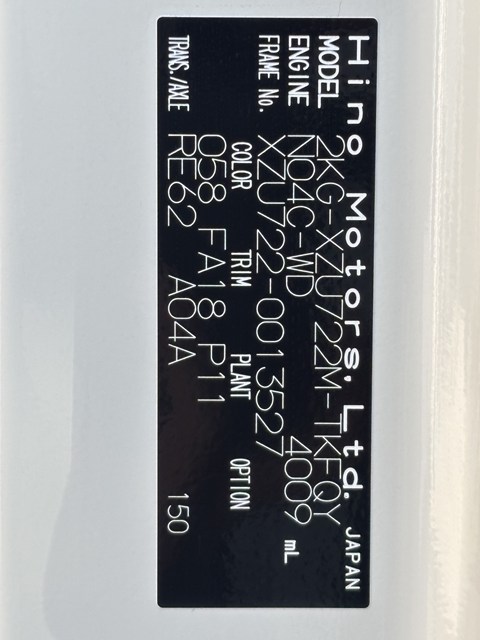 Hino Motors, Ltd. JAPAN
MODEL 2KG-XZU722M-TKFQY
ENGINE N04C-WD 4009 mL
FRAME No. XZU722-0013527
COLOR TRIM PLANT OPTION
058 FA18 P11
TRANS./AXLE RE62 A04A 150